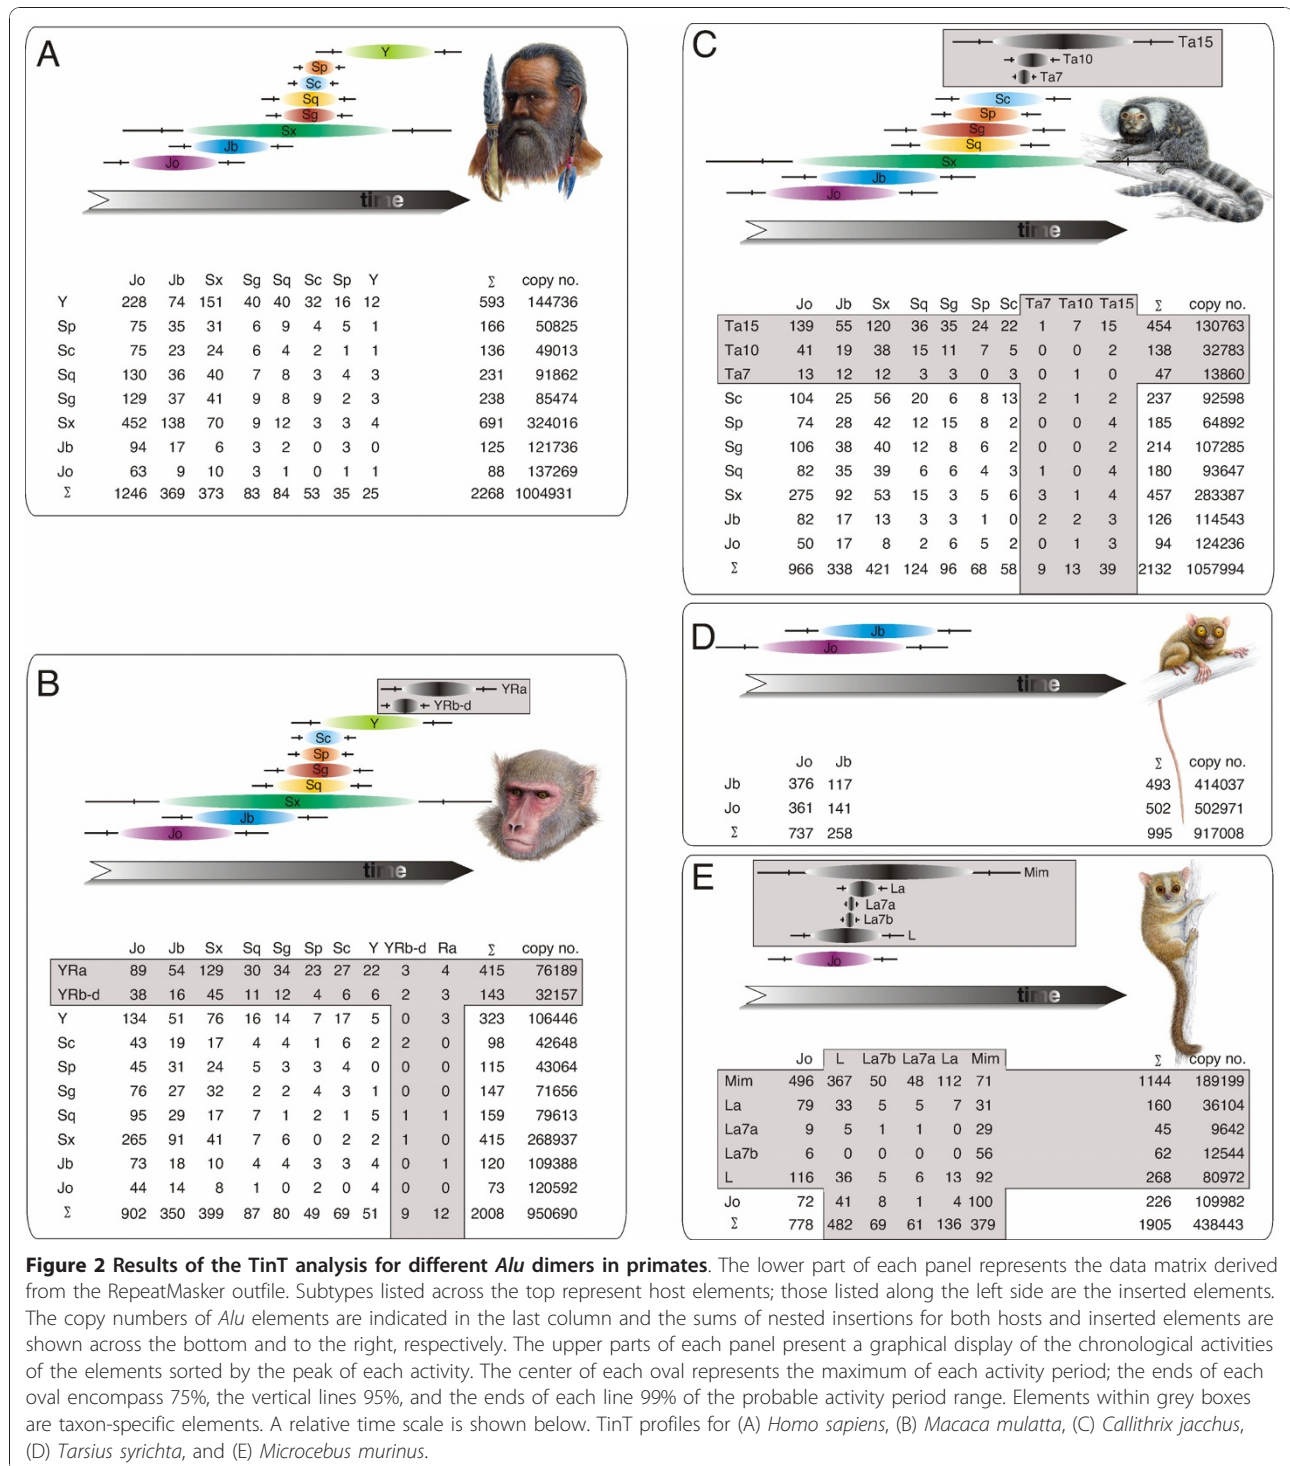 A
Y
Sp
Sc
Sq
Sg
Sx
Jb
Jo
time
Jo Jb Sx Sg Sq Sc Sp Y Σ copy no.
Y 228 74 151 40 40 32 16 12 593 144736
Sp 75 35 31 6 9 4 5 1 166 50825
Sc 75 23 24 6 4 2 1 1 136 49013
Sq 130 36 40 7 8 3 4 3 231 91862
Sg 129 37 41 9 8 9 2 3 238 85474
Sx 452 138 70 9 12 3 3 4 691 324016
Jb 94 17 6 3 2 0 3 0 125 121736
Jo 63 9 10 3 1 0 1 1 88 137269
Σ 1246 369 373 83 84 53 35 25 2268 1004931
B
YRa
YRb-d
Y
Sc
Sp
Sg
Sq
Sx
Jb
Jo
time
Jo Jb Sx Sq Sg Sp Sc Y YRb-d Ra Σ copy no.
YRa 89 54 129 30 34 23 27 22 3 4 415 76189
YRb-d 38 16 45 11 12 4 6 6 2 3 143 32157
Y 134 51 76 16 14 7 17 5 0 3 323 106446
Sc 43 19 17 4 4 1 6 2 2 0 98 42648
Sp 45 31 24 5 3 3 4 0 0 0 115 43064
Sg 76 27 32 2 2 4 3 1 0 0 147 71656
Sq 95 29 17 7 1 2 1 5 1 1 159 79613
Sx 265 91 41 7 6 0 2 2 1 0 415 268937
Jb 73 18 10 4 4 3 3 4 0 1 120 109388
Jo 44 14 8 1 0 2 0 4 0 0 73 120592
Σ 902 350 399 87 80 49 69 51 9 12 2008 950690
C
Ta15
Ta10
Ta7
Sc
Sp
Sg
Sq
Sx
Jb
Jo
time
Jo Jb Sx Sq Sg Sp Sc Ta7 Ta10 Ta15 Σ copy no.
Ta15 139 55 120 36 35 24 22 1 7 15 454 130763
Ta10 41 19 38 15 11 7 5 0 0 2 138 32783
Ta7 13 12 12 3 3 0 3 0 1 0 47 13860
Sc 104 25 56 20 6 8 13 2 1 2 237 92598
Sp 74 28 42 12 15 8 2 0 0 4 185 64892
Sg 106 38 40 12 8 6 2 0 0 2 214 107285
Sq 82 35 39 6 6 4 3 1 0 4 180 93647
Sx 275 92 53 15 3 5 6 3 1 4 457 283387
Jb 82 17 13 3 3 1 0 2 2 3 126 114543
Jo 50 17 8 2 6 5 2 0 1 3 94 124236
Σ 966 338 421 124 96 68 58 9 13 39 2132 1057994
D
Jb
Jo
time
Jo Jb Σ copy no.
Jb 376 117 493 414037
Jo 361 141 502 502971
Σ 737 258 995 917008
E
Mim
La
La7a
La7b
L
Jo
time
Jo L La7b La7a La Mim Σ copy no.
Mim 496 367 50 48 112 71 1144 189199
La 79 33 5 5 7 31 160 36104
La7a 9 5 1 1 0 29 45 9642
La7b 6 0 0 0 0 56 62 12544
L 116 36 5 6 13 92 268 80972
Jo 72 41 8 1 4 100 226 109982
Σ 778 482 69 61 136 379 1905 438443
Figure 2 Results of the TinT analysis for different Alu dimers in primates. The lower part of each panel represents the data matrix derived
from the RepeatMasker outfile. Subtypes listed across the top represent host elements; those listed along the left side are the inserted elements.
The copy numbers of Alu elements are indicated in the last column and the sums of nested insertions for both hosts and inserted elements are
shown across the bottom and to the right, respectively. The upper parts of each panel present a graphical display of the chronological activities
of the elements sorted by the peak of each activity. The center of each oval represents the maximum of each activity period; the ends of each
oval encompass 75%, the vertical lines 95%, and the ends of each line 99% of the probable activity period range. Elements within grey boxes
are taxon-specific elements. A relative time scale is shown below. TinT profiles for (A) Homo sapiens, (B) Macaca mulatta, (C) Callithrix jacchus,
(D) Tarsius syrichta, and (E) Microcebus murinus.